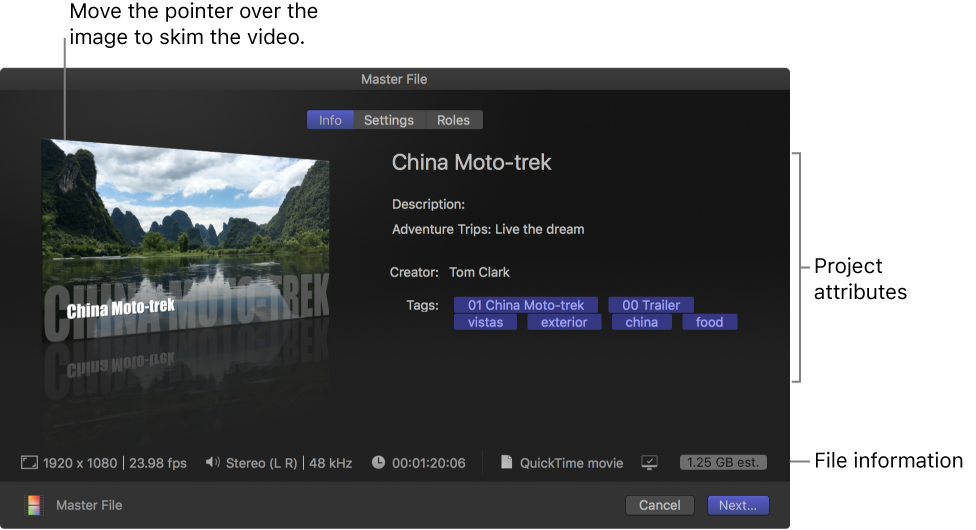 Move the pointer over the
image to skim the video.
Master File
Info Settings Roles
China Moto-trek
Description:
Adventure Trips: Live the dream
Creator: Tom Clark
Tags: 01 China Moto-trek 00 Trailer
vistas exterior china food
CHINA MOTO-TREK
China Moto-trek
Project
attributes
1920 x 1080 | 23.98 fps Stereo (L R) | 48 kHz 00:01:20:06 QuickTime movie 1.25 GB est.
File information
Master File Cancel Next...